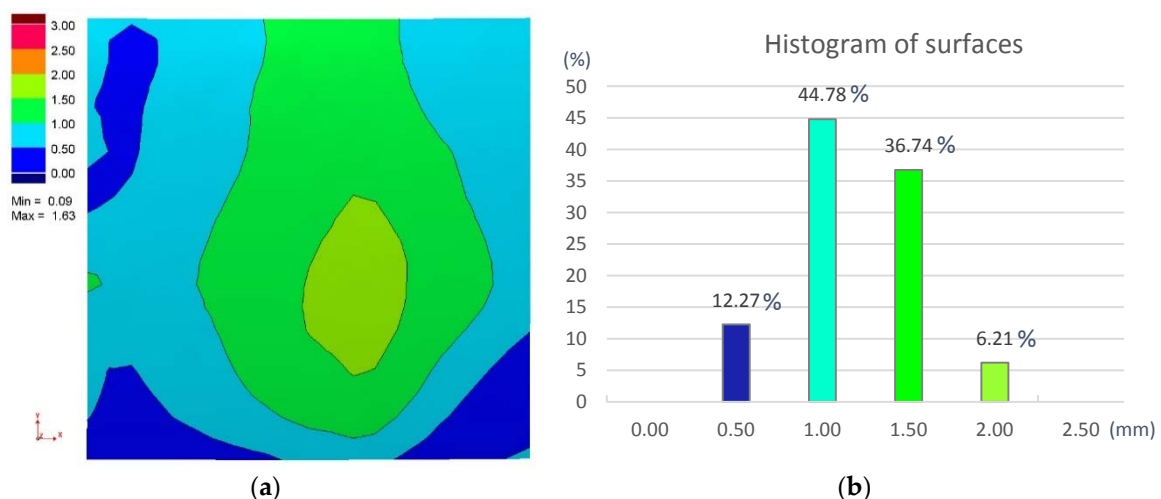 3.00
2.50
2.00
1.50
1.00
0.50
0.00
Min = 0.09
Max = 1.63
Y
Z X
(a)
Histogram of surfaces
(%)
50
45
40
35
30
25
20
15
10
5
0
12.27 %
44.78 %
36.74 %
6.21 %
0.00 0.50 1.00 1.50 2.00 2.50 (mm)
(b)